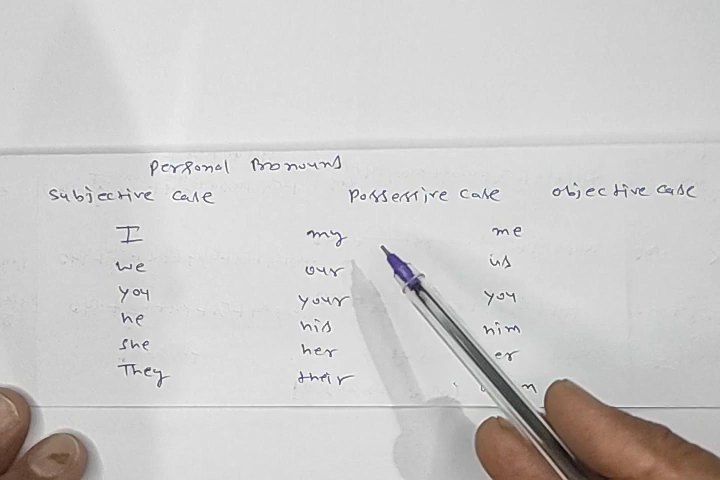 Personal Pronouns
Subjective case Possessive case objective case
I my me
we our us
you your you
he his him
she her er
They their